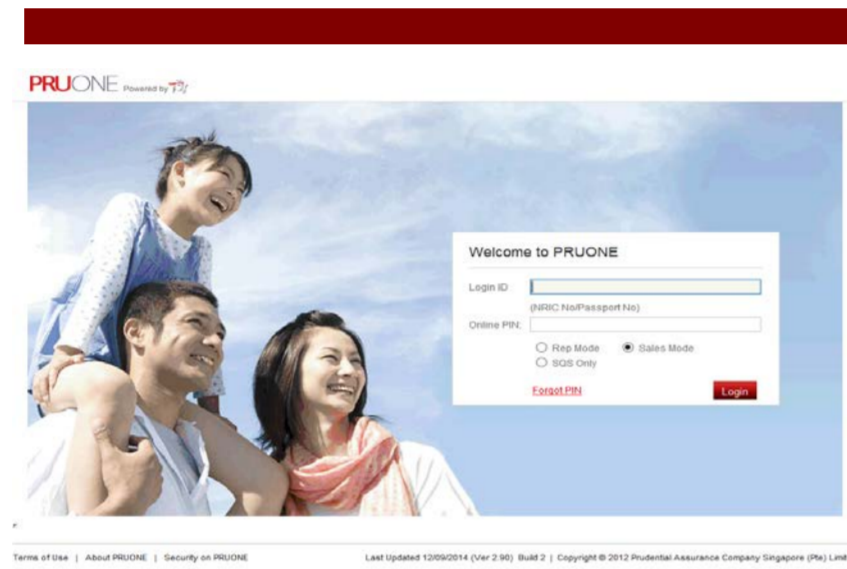 PRUONE Powered by
Welcome to PRUONE
Login ID
(NRIC No/Passport No)
Online PIN:
Rep Mode Sales Mode
SQS Only
Forgot PIN Login
Terms of Use | About PRUONE | Security on PRUONE Last Updated 12/09/2014 (Ver 2.90) Build 2 | Copyright © 2012 Prudential Assurance Company Singapore (Pte) Limit